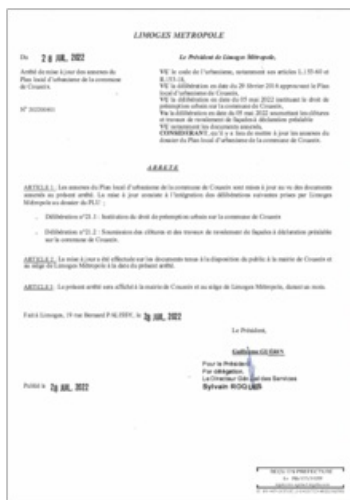 LIMOGES METROPOLE
Du 28 JUIL. 2022
Le Président de Limoges Métropole,
Arrêté de mise à jour des annexes du
Plan local d'urbanisme de la commune
de Couzeix.
VU le code de l'urbanisme, notamment ses articles L.153-60 et
R.153-18,
VU la délibération en date du 29 février 2016 approuvant le Plan
local d'urbanisme de Couzeix,
VU la délibération en date du 05 mai 2022 instituant le droit de
préemption urbain sur la commune de Couzeix,
Vu la délibération en date du 05 mai 2022 soumettant les clôtures
et travaux de ravalement de façades à déclaration préalable
VU notamment les documents annexés,
CONSIDERANT, qu'il y a lieu de mettre à jour les annexes du
Plan local d'urbanisme de Couzeix.
N°
ARRETE
ARTICLE 1. Les annexes du Plan local d'urbanisme de la commune de Couzeix sont mises à jour au vu des documents
annexés au présent arrêté. La mise à jour consiste à l'intégration des délibérations suivantes prises par Limoges
Métropole au dossier du PLU :
. Délibération n°21.1 : Institution du droit de préemption urbain sur la commune de Couzeix
. Délibération n°21.2 : Soumission des clôtures et des travaux de ravalement de façades à déclaration préalable
sur la commune de Couzeix.
ARTICLE 2. La mise à jour a été effectuée sur les documents tenus à la disposition du public à la mairie de Couzeix et
au siège de Limoges Métropole à la date du présent arrêté.
ARTICLE 3. Le présent arrêté sera affiché à la mairie de Couzeix et au siège de Limoges Métropole, durant un mois.
Fait à Limoges, 19 rue Bernard PALISSY, le 28 JUIL. 2022
Le Président,
Guillaume GUERIN
Pour le Président
Par délégation,
Le Directeur Général des Services
Sylvain ROQUES
Publié le 28 JUIL. 2022